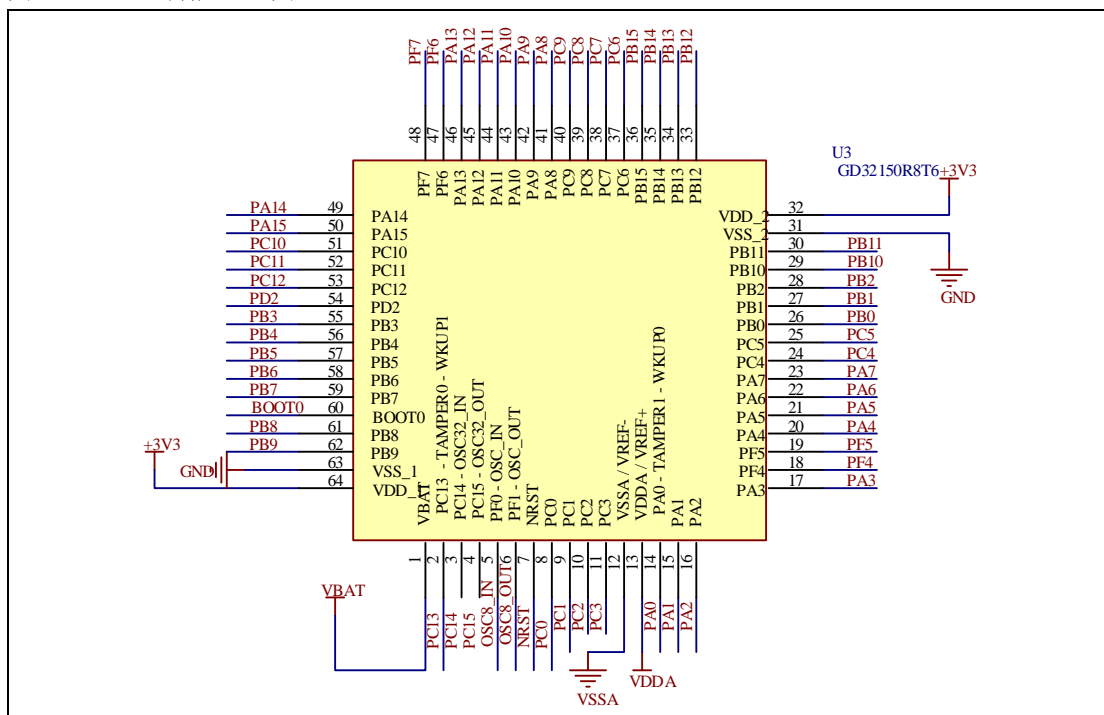 PF7 PF6 PA13 PA12 PA11 PA10 PA9 PA8 PC9 PC8 PC7 PC6 PB15 PB14 PB13 PB12
48 47 46 45 44 43 42 41 40 39 38 37 36 35 34 33
PF7 PF6 PA13 PA12 PA11 PA10 PA9 PA8 PC9 PC8 PC7 PC6 PB15 PB14 PB13 PB12
U3
GD32150R8T6
+3V3
PA14 49 PA14
PA15 50 PA15
PC10 51 PC10
PC11 52 PC11
PC12 53 PC12
PD2 54 PD2
PB3 55 PB3
PB4 56 PB4
PB5 57 PB5
PB6 58 PB6
PB7 59 PB7
BOOT0 60 BOOT0
PB8 61 PB8
PB9 62 PB9
+3V3
GND 63 VSS_1
64 VDD_1
VDD_2 32
VSS_2 31
PB11 30 PB11
PB10 29 PB10
GND
PB2 28 PB2
PB1 27 PB1
PB0 26 PB0
PC5 25 PC5
PC4 24 PC4
PA7 23 PA7
PA6 22 PA6
PA5 21 PA5
PA4 20 PA4
PF5 19 PF5
PF4 18 PF4
PA3 17 PA3
VBAT
PC13 - TAMPER0 - WKUP1
PC14 - OSC32_IN
PC15 - OSC32_OUT
PF0 - OSC_IN
PF1 - OSC_OUT
NRST
PC0
PC1
PC2
PC3
VSSA / VREF-
VDDA / VREF+
PA0 - TAMPER1 - WKUP0
PA1
PA2
1 2 3 4 5 6 7 8 9 10 11 12 13 14 15 16
VBAT
PC13 PC14 PC15 OSC8_IN OSC8_OUT NRST PC0 PC1 PC2 PC3 PA0 PA1 PA2
VSSA
VDDA